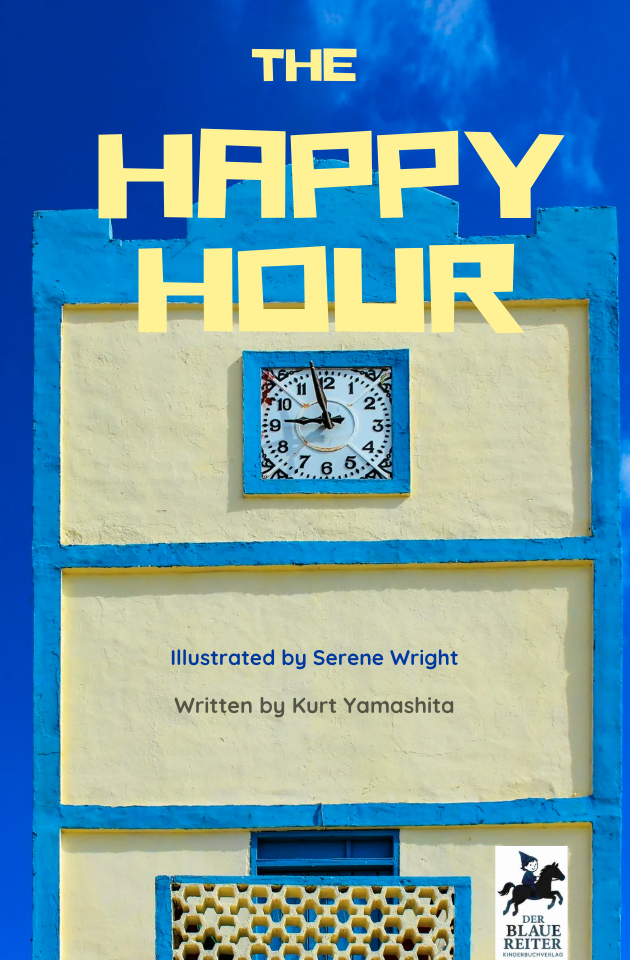 THE
HAPPY
HOUR
12
11
1
10
2
9
3
8
4
7
5
6
Illustrated by Serene Wright
Written by Kurt Yamashita
DER
BLAUE
REITER
KINDERBUCHVERLAG